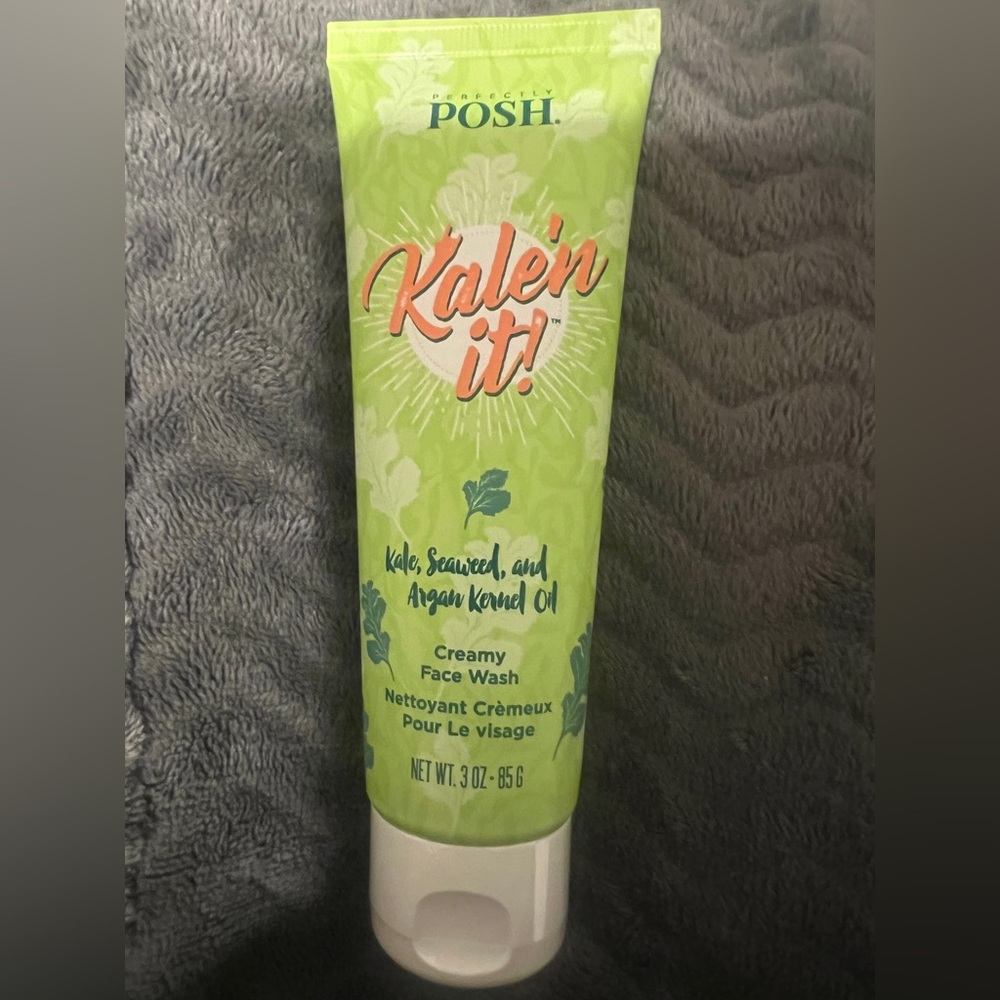 PERFECTLY
POSH®
Kale'n
it!™
Kale, Seaweed, and
Argan Kernel Oil
Creamy
Face Wash
Nettoyant Crèmeux
Pour Le visage
NET WT. 3 OZ • 85 G